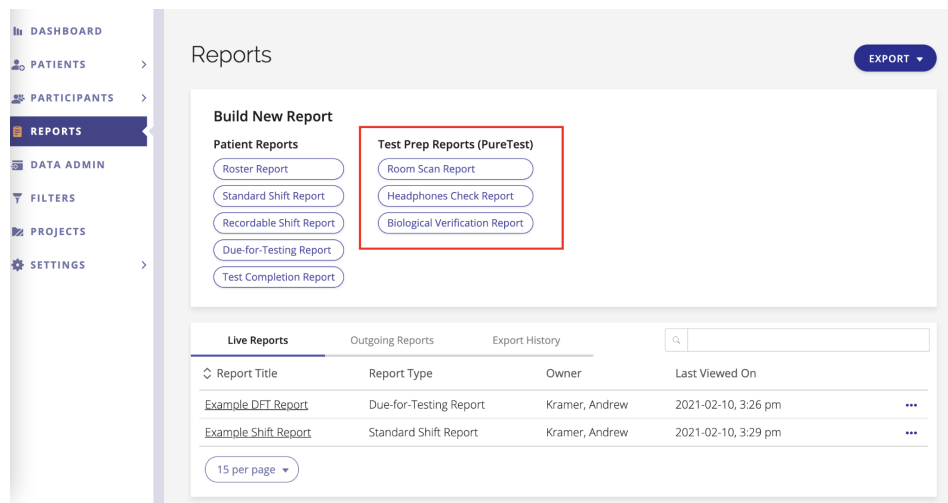 DASHBOARD
PATIENTS
PARTICIPANTS
REPORTS
DATA ADMIN
FILTERS
PROJECTS
SETTINGS
Reports
EXPORT
Build New Report
Patient Reports
Roster Report
Standard Shift Report
Recordable Shift Report
Due-for-Testing Report
Test Completion Report
Test Prep Reports (PureTest)
Room Scan Report
Headphones Check Report
Biological Verification Report
Live Reports Outgoing Reports Export History
Report Title Report Type Owner Last Viewed On
Example DFT Report Due-for-Testing Report Kramer, Andrew 2021-02-10, 3:26 pm
Example Shift Report Standard Shift Report Kramer, Andrew 2021-02-10, 3:29 pm
15 per page